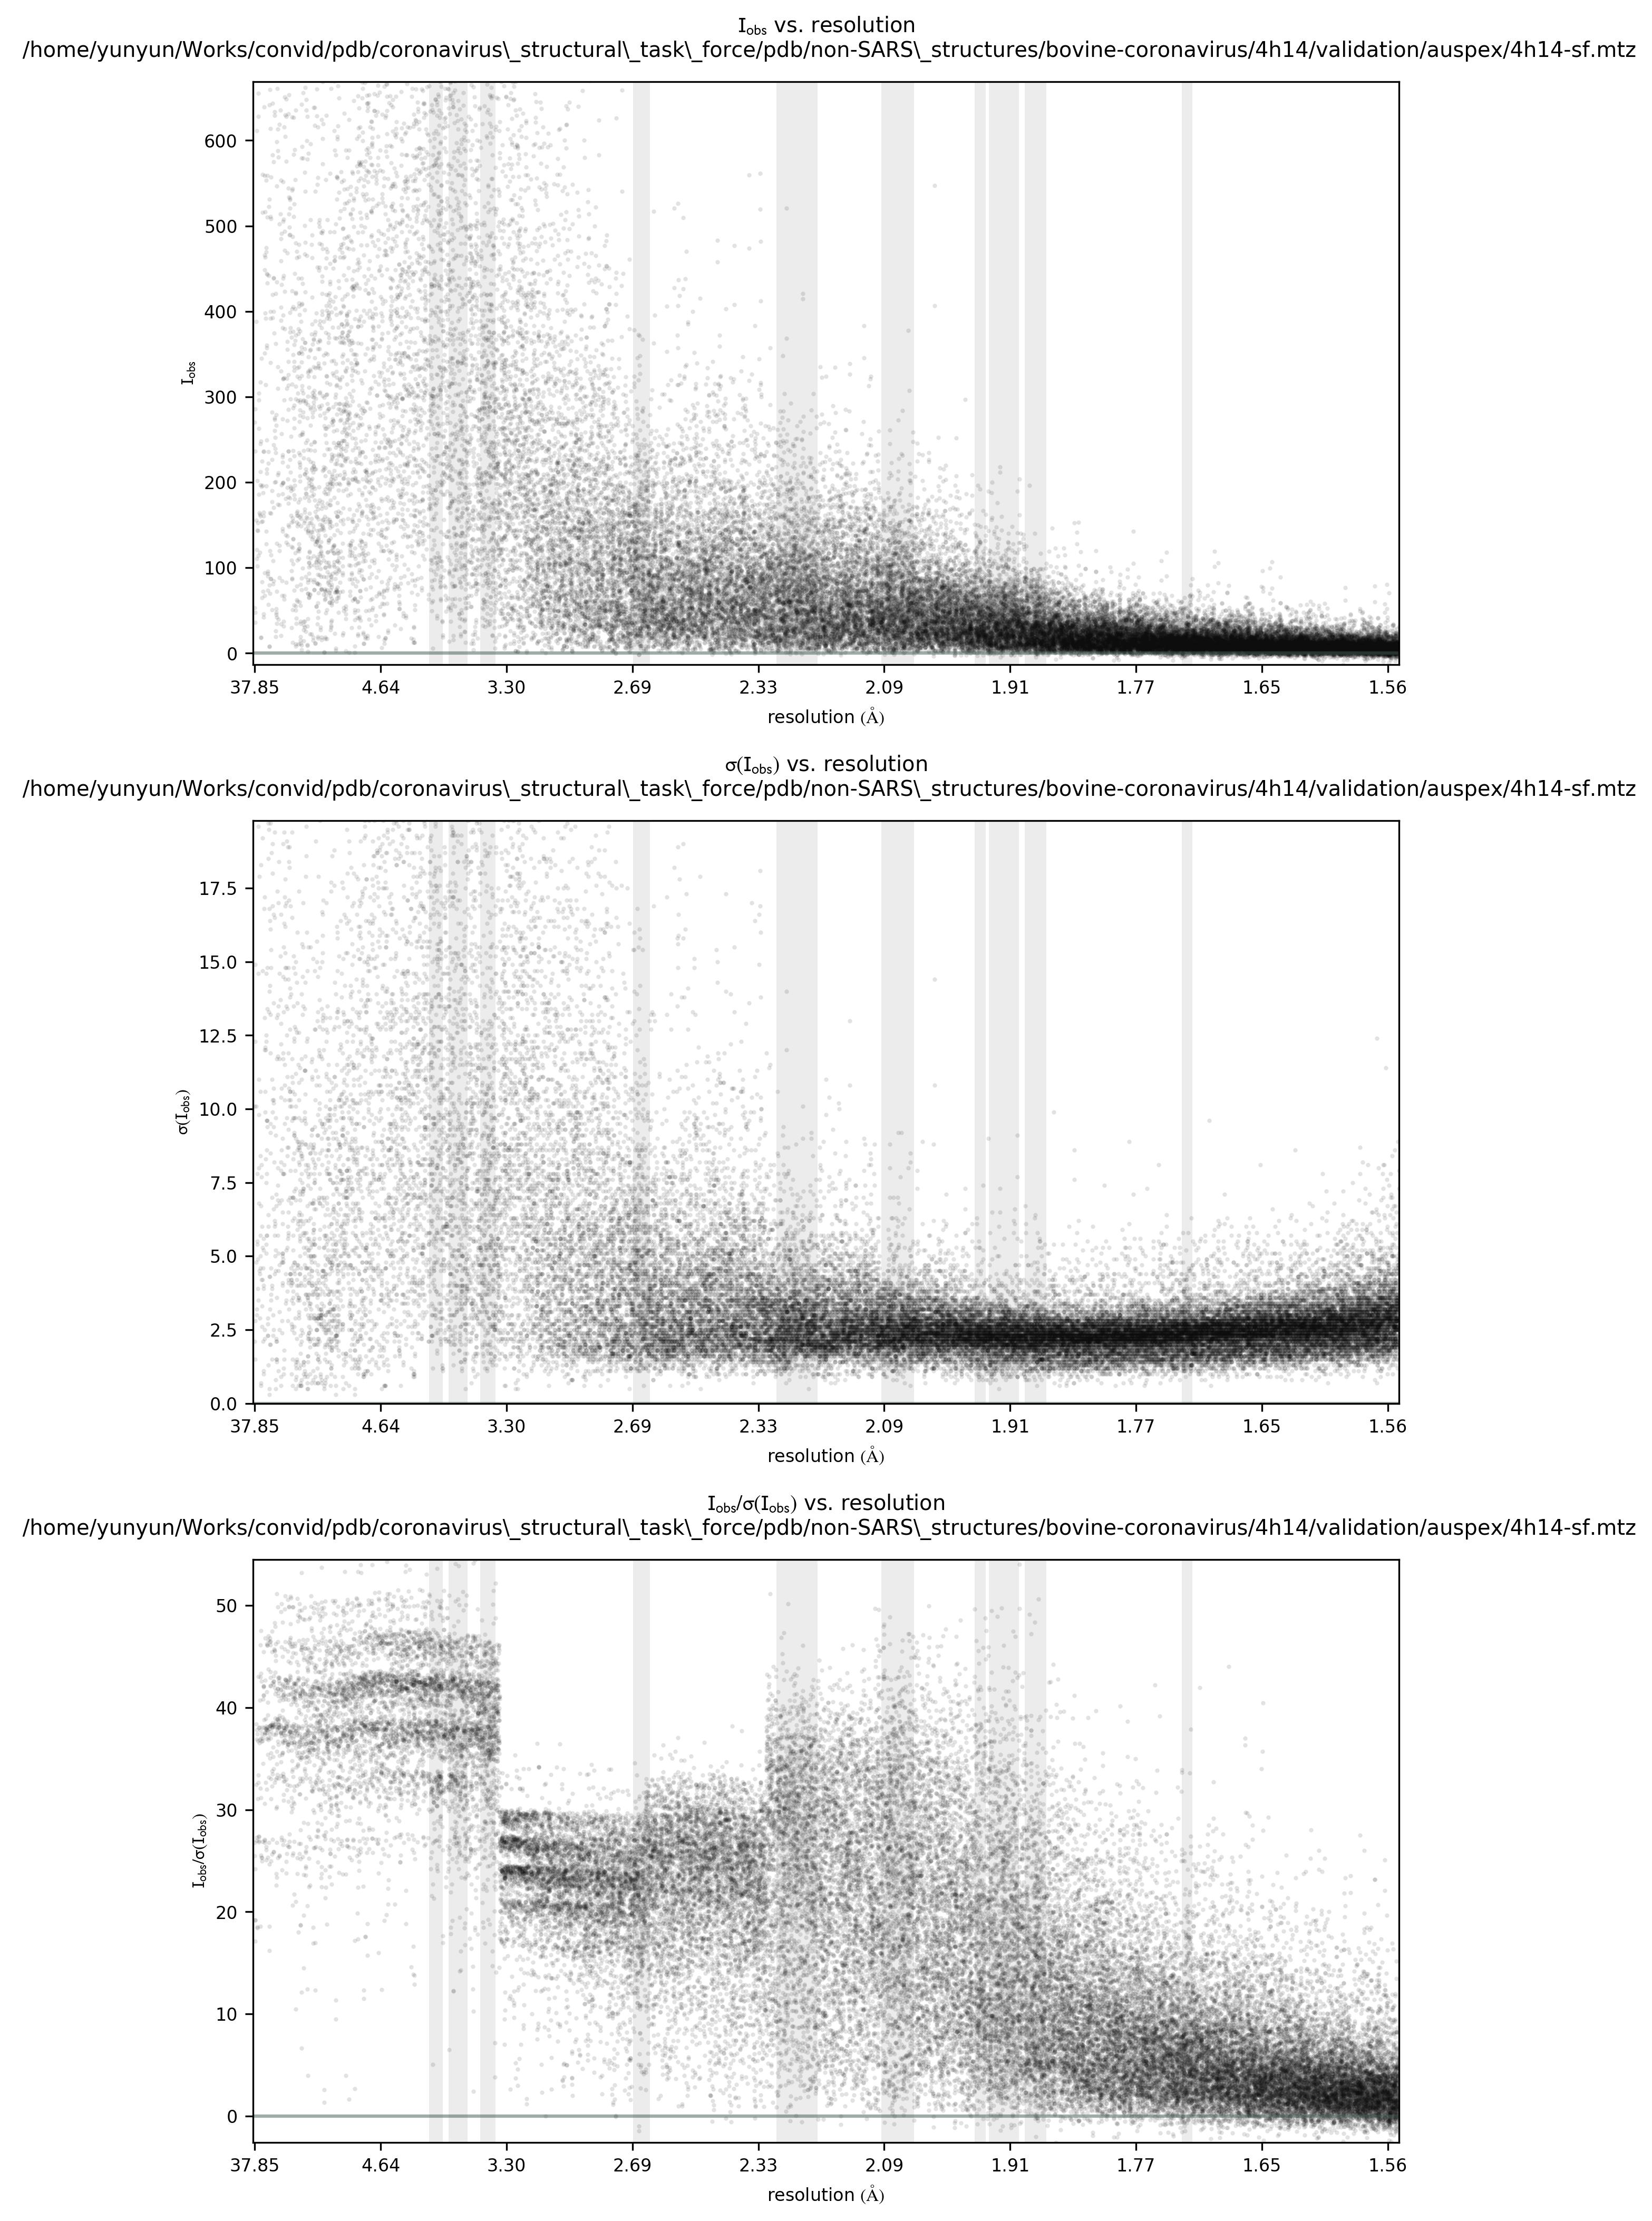 I_obs vs. resolution
/home/yunyun/Works/convid/pdb/coronavirus\_structural\_task\_force/pdb/non-SARS\_structures/bovine-coronavirus/4h14/validation/auspex/4h14-sf.mtz
600
500
400
300
200
100
0
I_obs
37.85 4.64 3.30 2.69 2.33 2.09 1.91 1.77 1.65 1.56
resolution (Å)
σ(I_obs) vs. resolution
/home/yunyun/Works/convid/pdb/coronavirus\_structural\_task\_force/pdb/non-SARS\_structures/bovine-coronavirus/4h14/validation/auspex/4h14-sf.mtz
17.5
15.0
12.5
10.0
7.5
5.0
2.5
0.0
σ(I_obs)
37.85 4.64 3.30 2.69 2.33 2.09 1.91 1.77 1.65 1.56
resolution (Å)
I_obs/σ(I_obs) vs. resolution
/home/yunyun/Works/convid/pdb/coronavirus\_structural\_task\_force/pdb/non-SARS\_structures/bovine-coronavirus/4h14/validation/auspex/4h14-sf.mtz
50
40
30
20
10
0
I_obs/σ(I_obs)
37.85 4.64 3.30 2.69 2.33 2.09 1.91 1.77 1.65 1.56
resolution (Å)